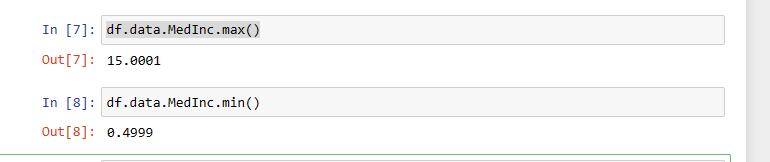 In [7]: df.data.MedInc.max()
Out[7]: 15.0001
In [8]: df.data.MedInc.min()
Out[8]: 0.4999